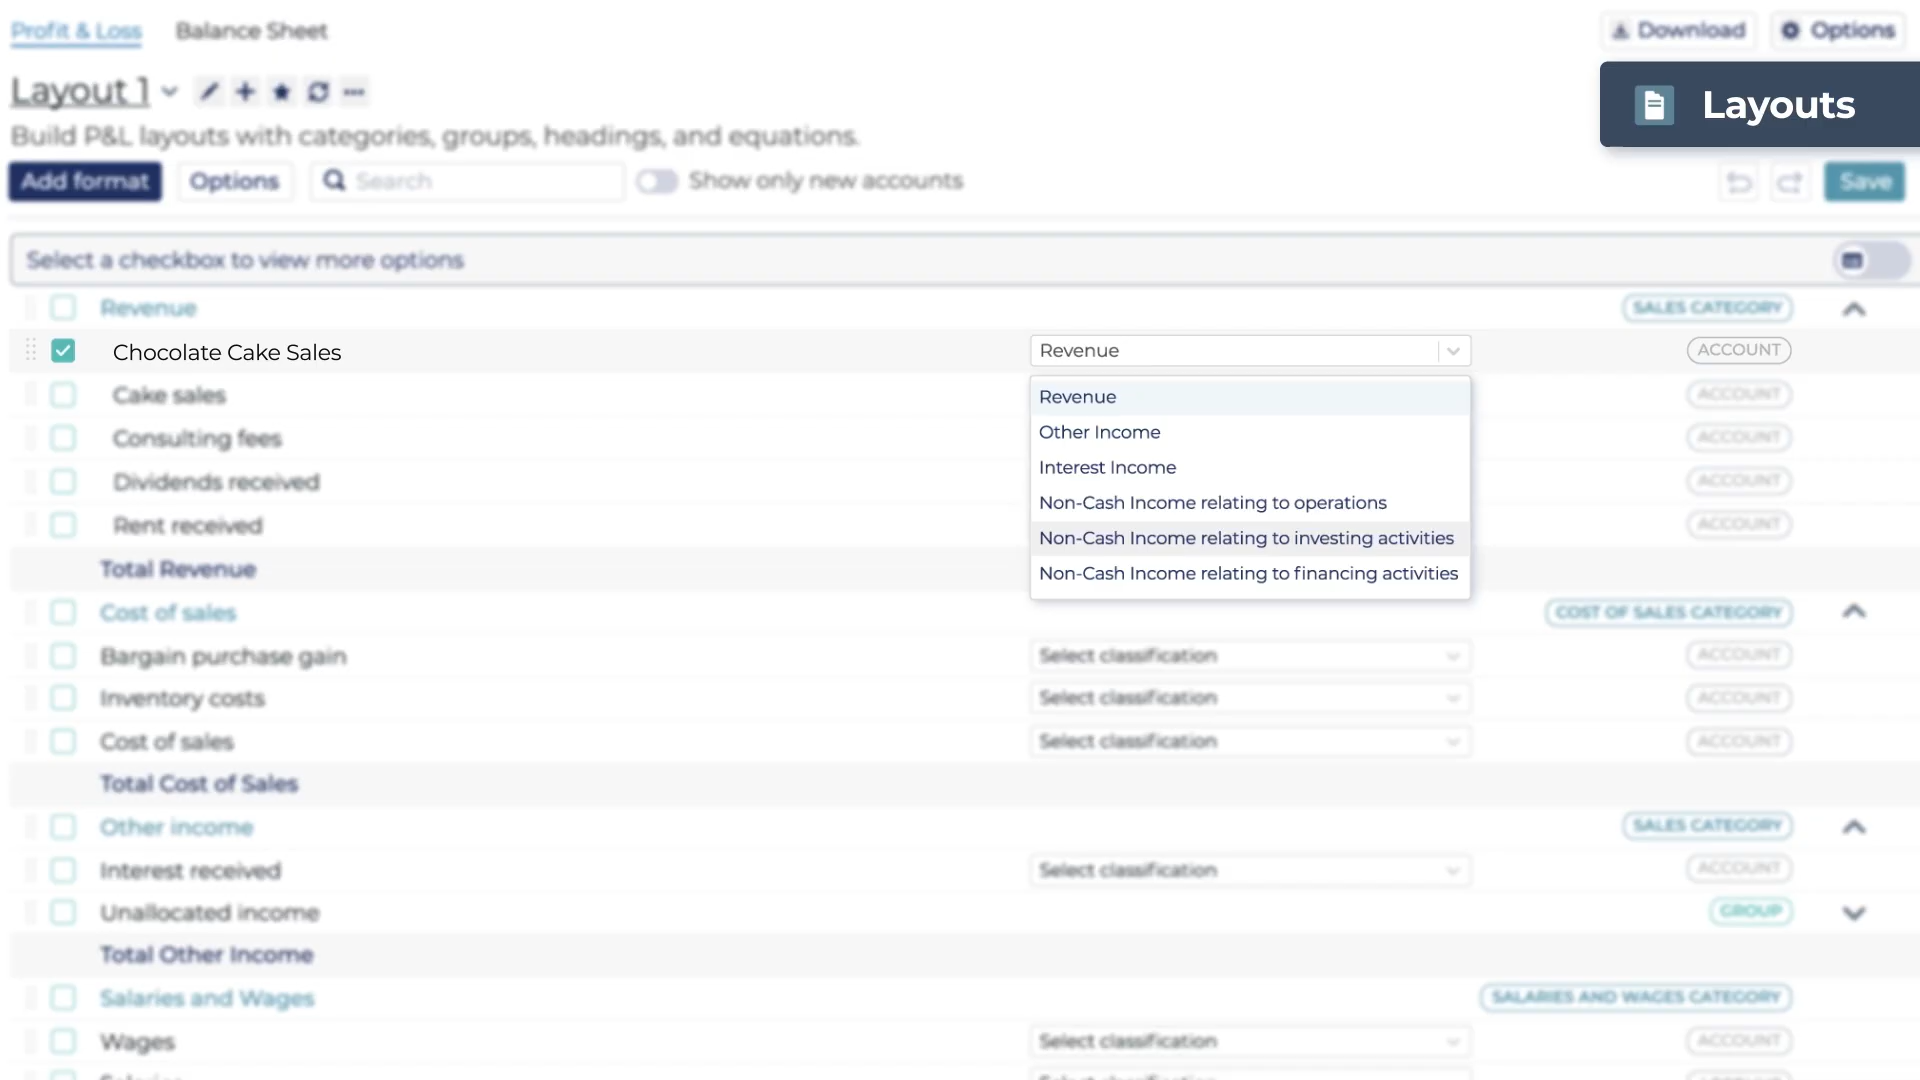 Profit & Loss Balance Sheet Download Options
Layout 1
Layouts
Build P&L layouts with categories, groups, headings, and equations.
Add format Options Search Show only new accounts Save
Select a checkbox to view more options
Revenue SALES CATEGORY
Chocolate Cake Sales Revenue ACCOUNT
Cake sales Revenue ACCOUNT
Other Income
Consulting fees ACCOUNT
Interest Income
Dividends received ACCOUNT
Non-Cash Income relating to operations
Rent received ACCOUNT
Non-Cash Income relating to investing activities
Total Revenue Non-Cash Income relating to financing activities
Cost of sales COST OF SALES CATEGORY
Bargain purchase gain Select classification ACCOUNT
Inventory costs Select classification ACCOUNT
Cost of sales Select classification ACCOUNT
Total Cost of Sales
Other income SALES CATEGORY
Interest received Select classification ACCOUNT
Unallocated income GROUP
Total Other Income
Salaries and Wages SALARIES AND WAGES CATEGORY
Wages Select classification ACCOUNT